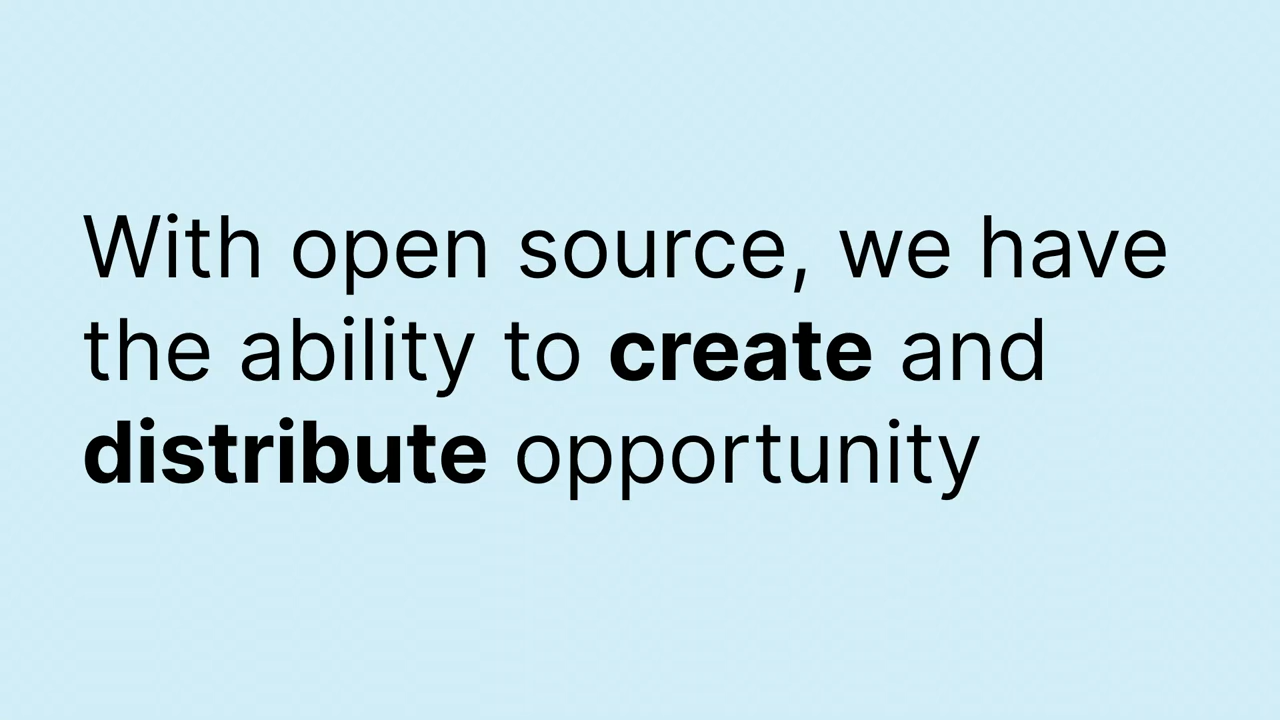 With open source, we have
the ability to create and
distribute opportunity